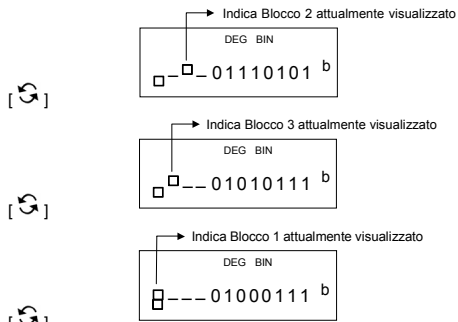 Indica Blocco 2 attualmente visualizzato
DEG BIN
_ _ 01110101 b
[ ]
Indica Blocco 3 attualmente visualizzato
DEG BIN
_ _ 01010111 b
[ ]
Indica Blocco 1 attualmente visualizzato
DEG BIN
_ _ _ 01000111 b
[ ]